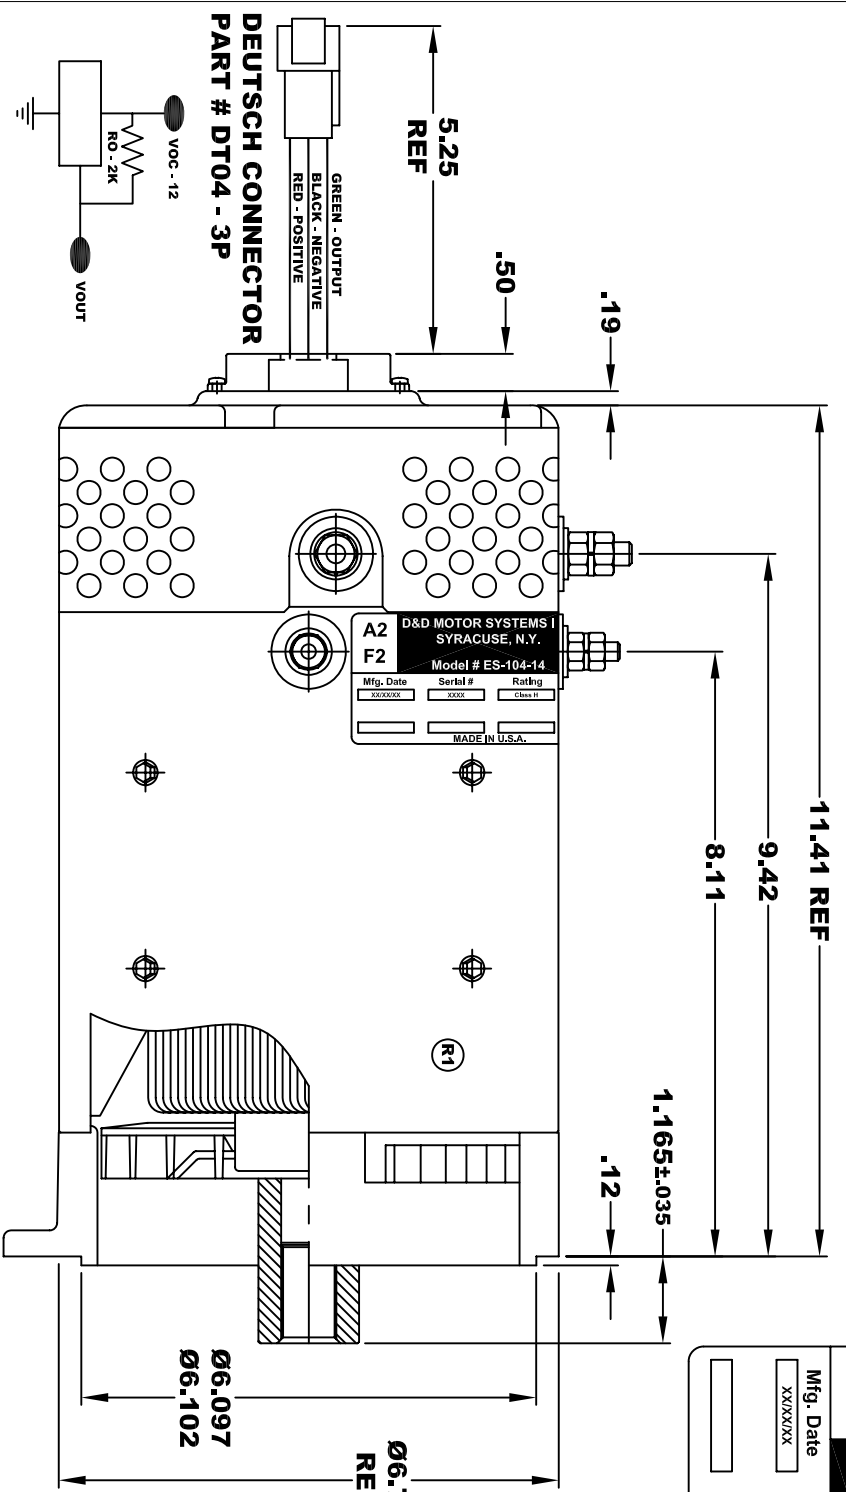 DEUTSCH CONNECTOR
PART # DT04 - 3P
5.25
REF
GREEN - OUTPUT
BLACK - NEGATIVE
RED - POSITIVE
VOC - 12
RO - 2K
VOUT
.50
.19
11.41 REF
9.42
8.11
A2
F2
D&D MOTOR SYSTEMS I
SYRACUSE, N.Y.
Model # ES-104-14
Mfg. Date Serial # Rating
XX/XX/XX XXXX Class H
MADE IN U.S.A.
R1
1.165±.035
.12
Ø6.097
Ø6.102
Mfg. Date
XX/XX/XX